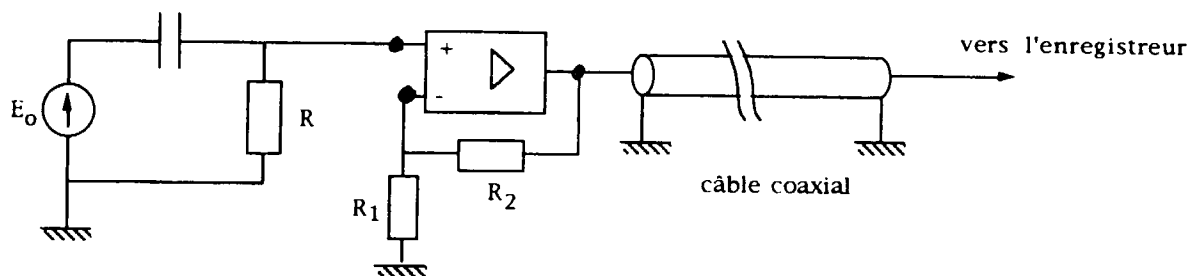 vers l'enregistreur
+
-
E₀
R
R₂
R₁
câble coaxial